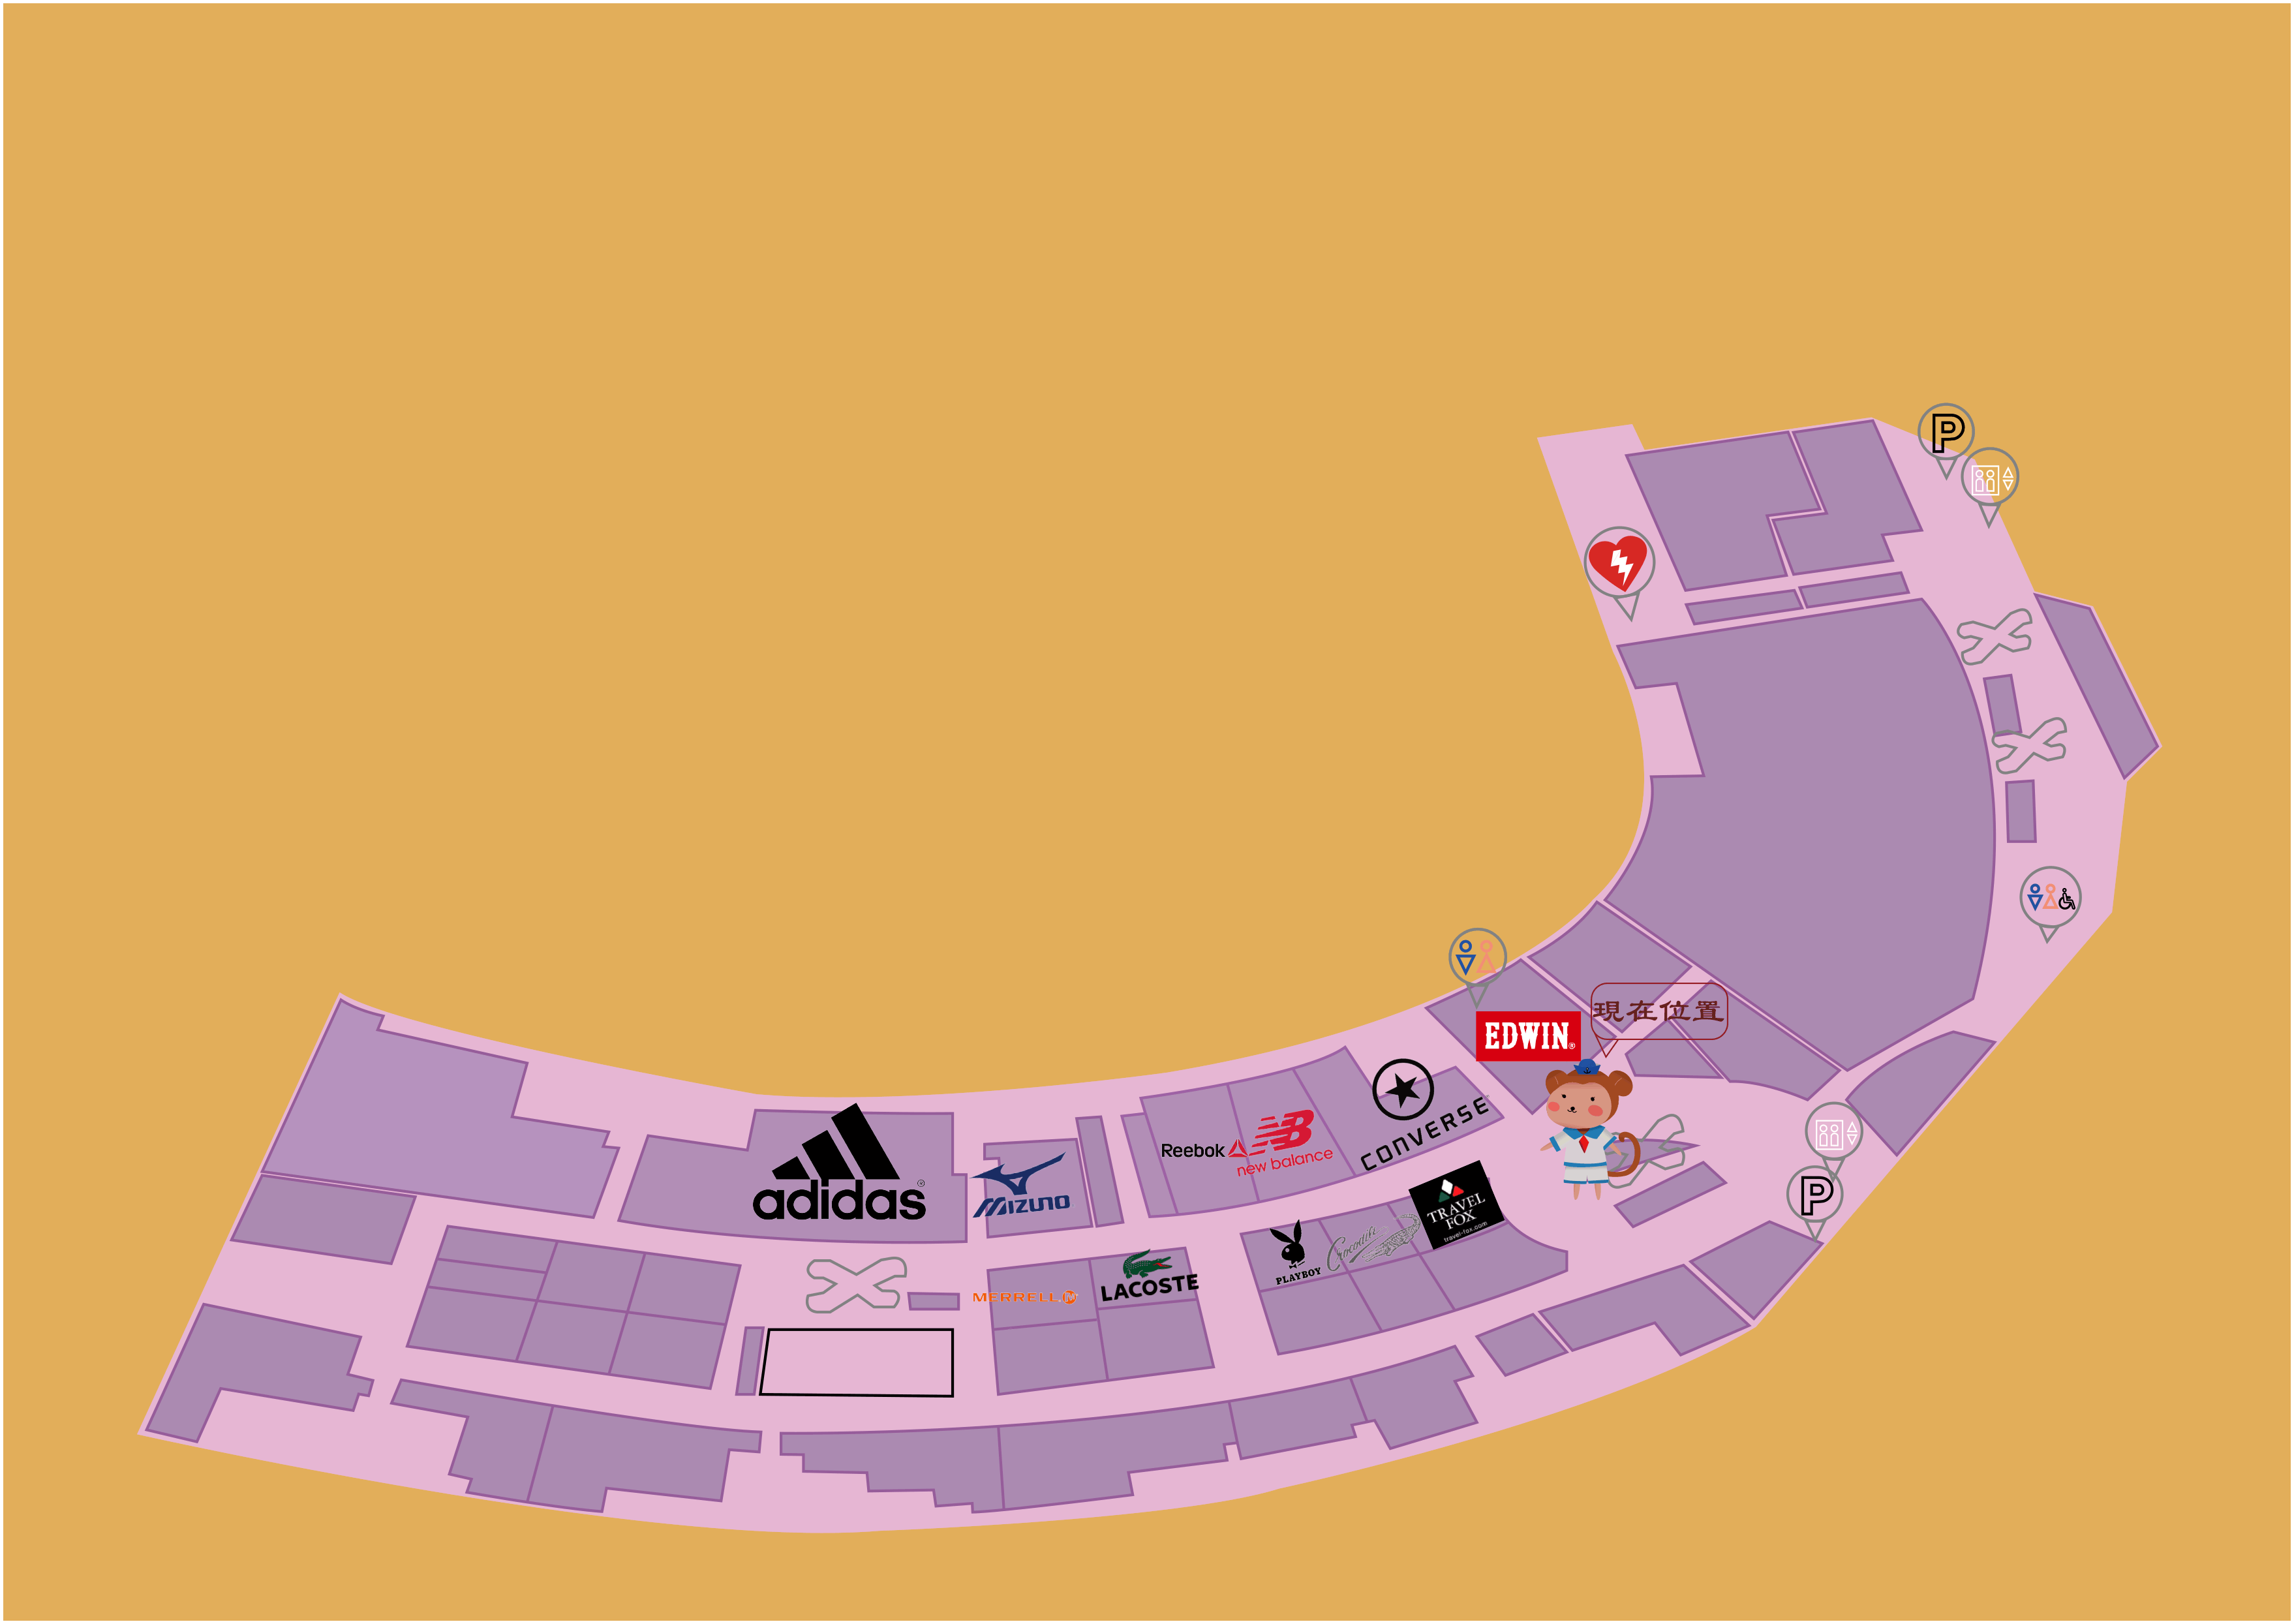 P
P
EDWIN®
現在位置
CONVERSE
Reebok
new balance
adidas®
MIZUNO
TRAVEL
FOX
travel-fox.com
PLAYBOY
Crocodile
LACOSTE
MERRELL